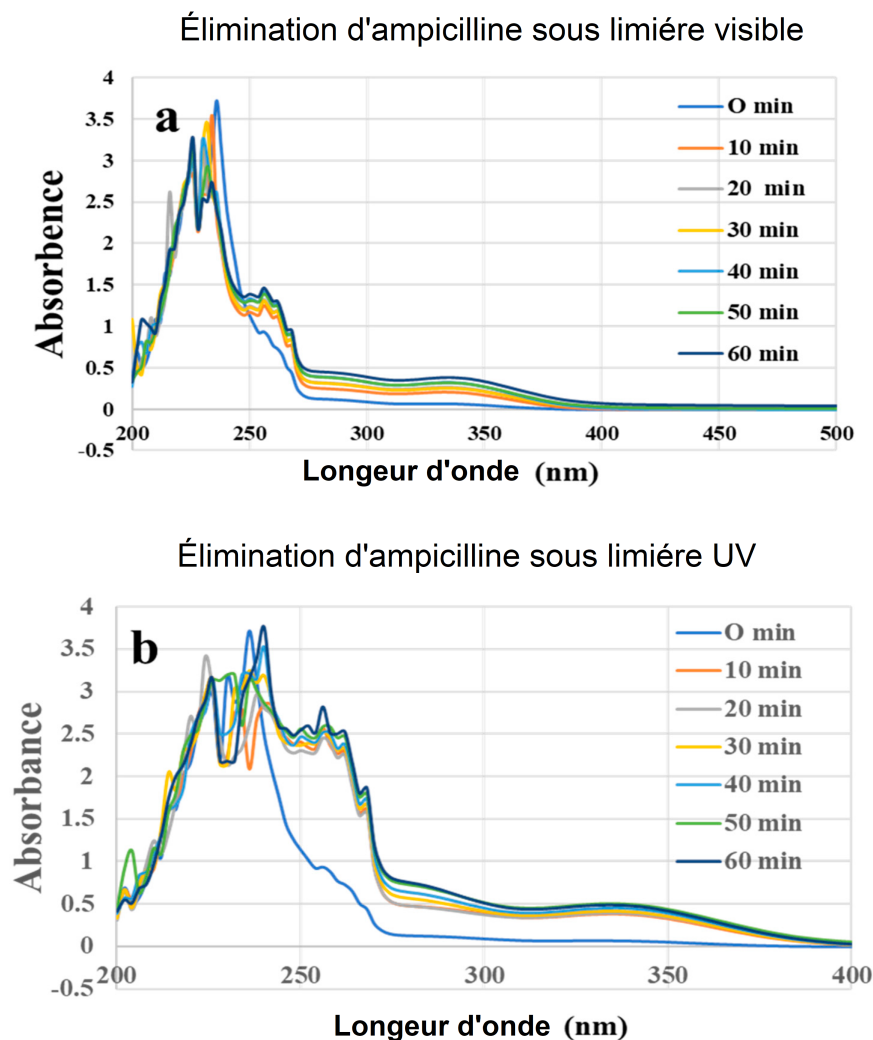 Élimination d'ampicilline sous limiére visible
4
3.5
3
2.5
2
1.5
1
0.5
0
-0.5
Absorbence
a
O min
10 min
20 min
30 min
40 min
50 min
60 min
200 250 300 350 400 450 500
Longeur d'onde (nm)
Élimination d'ampicilline sous limiére UV
4
3.5
3
2.5
2
1.5
1
0.5
0
-0.5
Absorbance
b
O min
10 min
20 min
30 min
40 min
50 min
60 min
200 250 300 350 400
Longeur d'onde (nm)